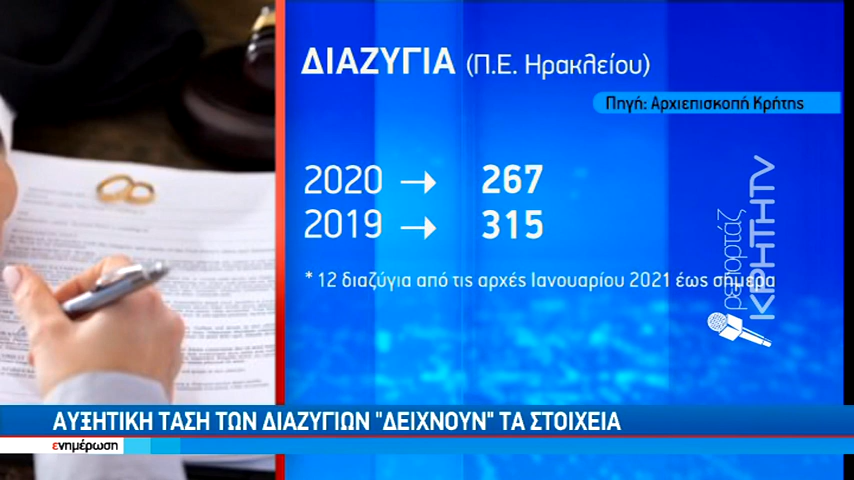 ΔΙΑΖΥΓΙΑ (Π.Ε. Ηρακλείου)
Πηγή: Αρχιεπισκοπή Κρήτης
2020 → 267
2019 → 315
* 12 διαζύγια από τις αρχές Ιανουαρίου 2021 έως σήμερα
ρεπορτάζ
ΚΡΗΤΗTV
ΑΥΞΗΤΙΚΗ ΤΑΣΗ ΤΩΝ ΔΙΑΖΥΓΙΩΝ "ΔΕΙΧΝΟΥΝ" ΤΑ ΣΤΟΙΧΕΙΑ
ενημέρωση